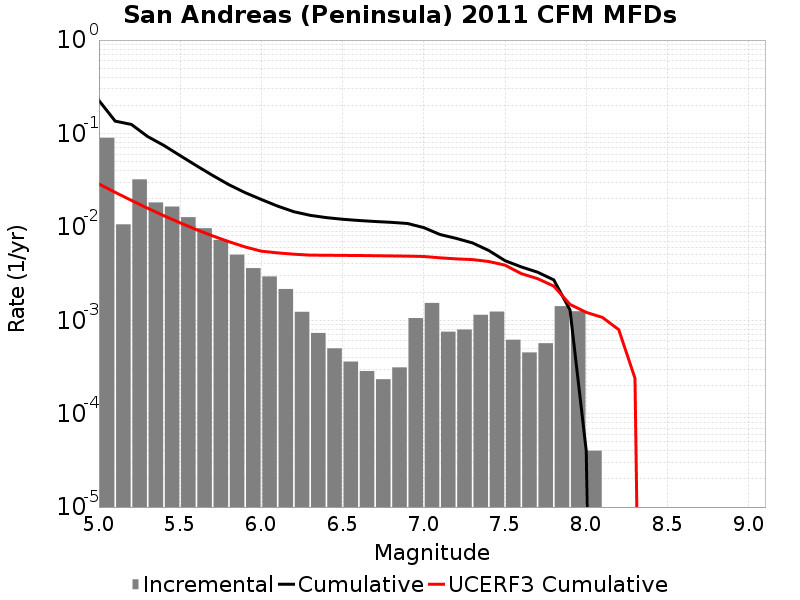 San Andreas (Peninsula) 2011 CFM MFDs
10^0
10^-1
10^-2
10^-3
10^-4
10^-5
Rate (1/yr)
5.0 5.5 6.0 6.5 7.0 7.5 8.0 8.5 9.0
Magnitude
Incremental Cumulative UCERF3 Cumulative